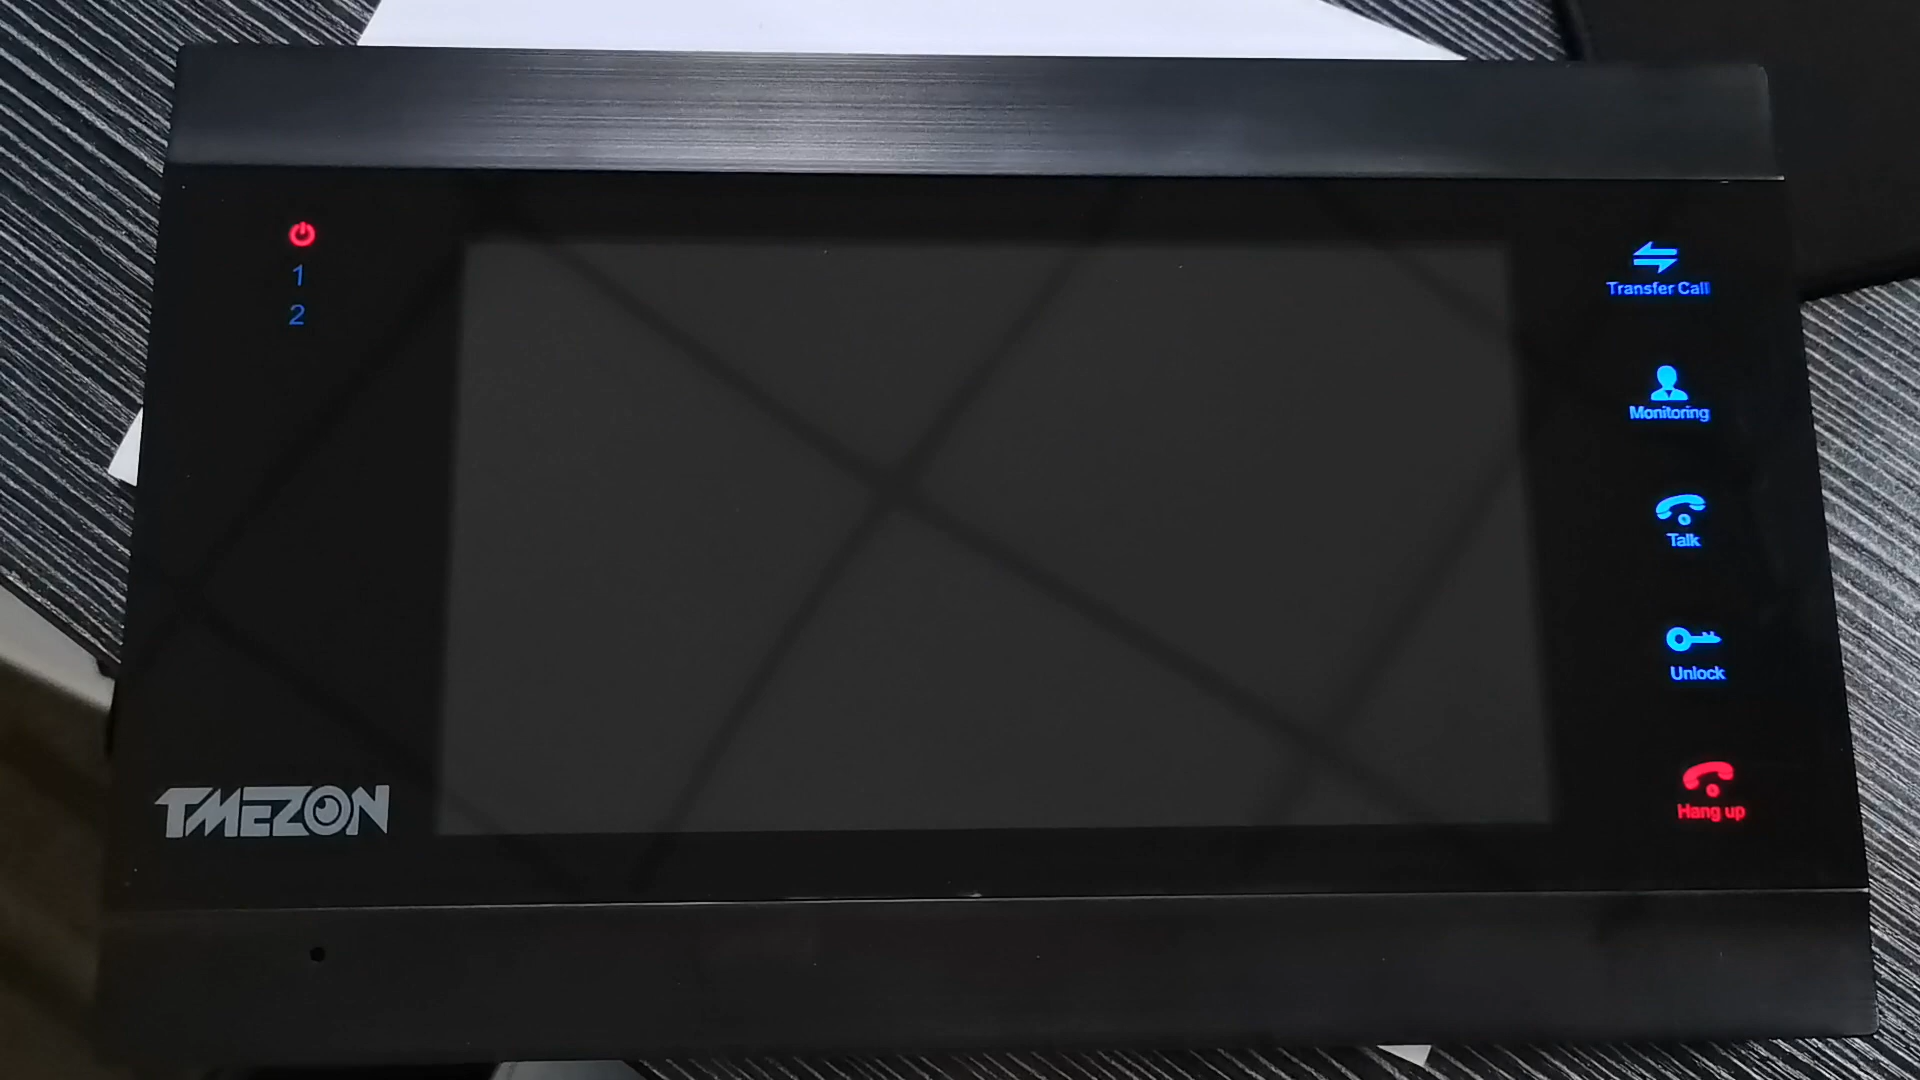 1
2
Transfer Call
Monitoring
Talk
Unlock
Hang up
TMEZON